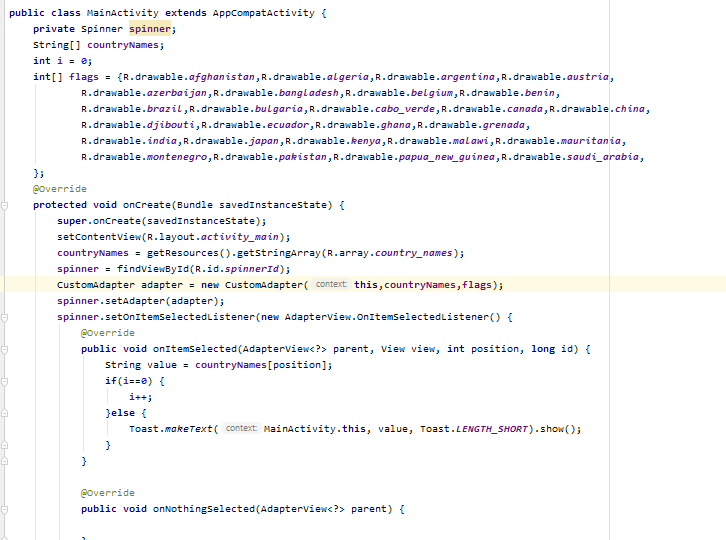 public class MainActivity extends AppCompatActivity {
    private Spinner spinner;
    String[] countryNames;
    int i = 0;
    int[] flags = {R.drawable.afghanistan,R.drawable.algeria,R.drawable.argentina,R.drawable.austria,
            R.drawable.azerbaijan,R.drawable.bangladesh,R.drawable.belgium,R.drawable.benin,
            R.drawable.brazil,R.drawable.bulgaria,R.drawable.cabo_verde,R.drawable.canada,R.drawable.china,
            R.drawable.djibouti,R.drawable.ecuador,R.drawable.ghana,R.drawable.grenada,
            R.drawable.india,R.drawable.japan,R.drawable.kenya,R.drawable.malawi,R.drawable.mauritania,
            R.drawable.montenegro,R.drawable.pakistan,R.drawable.papua_new_guinea,R.drawable.saudi_arabia,
    };
    @Override
    protected void onCreate(Bundle savedInstanceState) {
        super.onCreate(savedInstanceState);
        setContentView(R.layout.activity_main);
        countryNames = getResources().getStringArray(R.array.country_names);
        spinner = findViewById(R.id.spinnerId);
        CustomAdapter adapter = new CustomAdapter( context: this,countryNames,flags);
        spinner.setAdapter(adapter);
        spinner.setOnItemSelectedListener(new AdapterView.OnItemSelectedListener() {
            @Override
            public void onItemSelected(AdapterView<?> parent, View view, int position, long id) {
                String value = countryNames[position];
                if(i==0) {
                    i++;
                }else {
                    Toast.makeText( context: MainActivity.this, value, Toast.LENGTH_SHORT).show();
                }
            }
            @Override
            public void onNothingSelected(AdapterView<?> parent) {